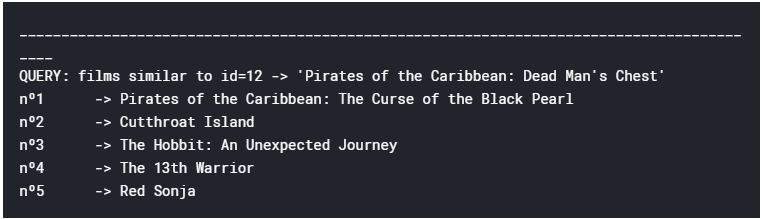 --------------------------------------------------------------------------------------
----
QUERY: films similar to id=12 -> 'Pirates of the Caribbean: Dead Man's Chest'
nº1      -> Pirates of the Caribbean: The Curse of the Black Pearl
nº2      -> Cutthroat Island
nº3      -> The Hobbit: An Unexpected Journey
nº4      -> The 13th Warrior
nº5      -> Red Sonja